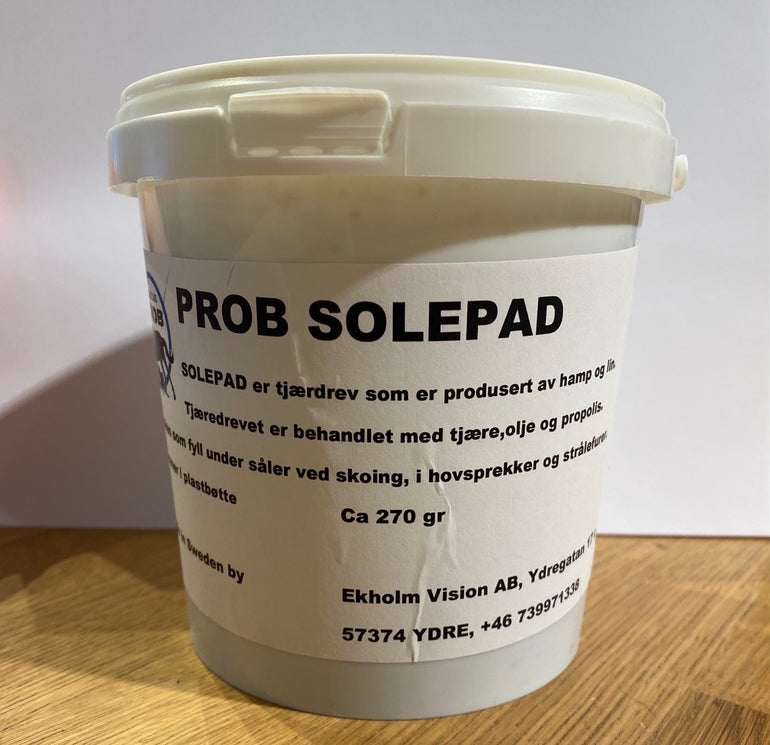 OB
PROB SOLEPAD
SOLEPAD er tjærdrev som er produsert av hamp og lin.
Tjæredrevet er behandlet med tjære,olje og propolis.
som fyll under såler ved skoing, i hovsprekker og strålefurer.
i plastbøtte
Ca 270 gr
Sweden by
Ekholm Vision AB, Ydregatan 17
57374 YDRE, +46 739971338